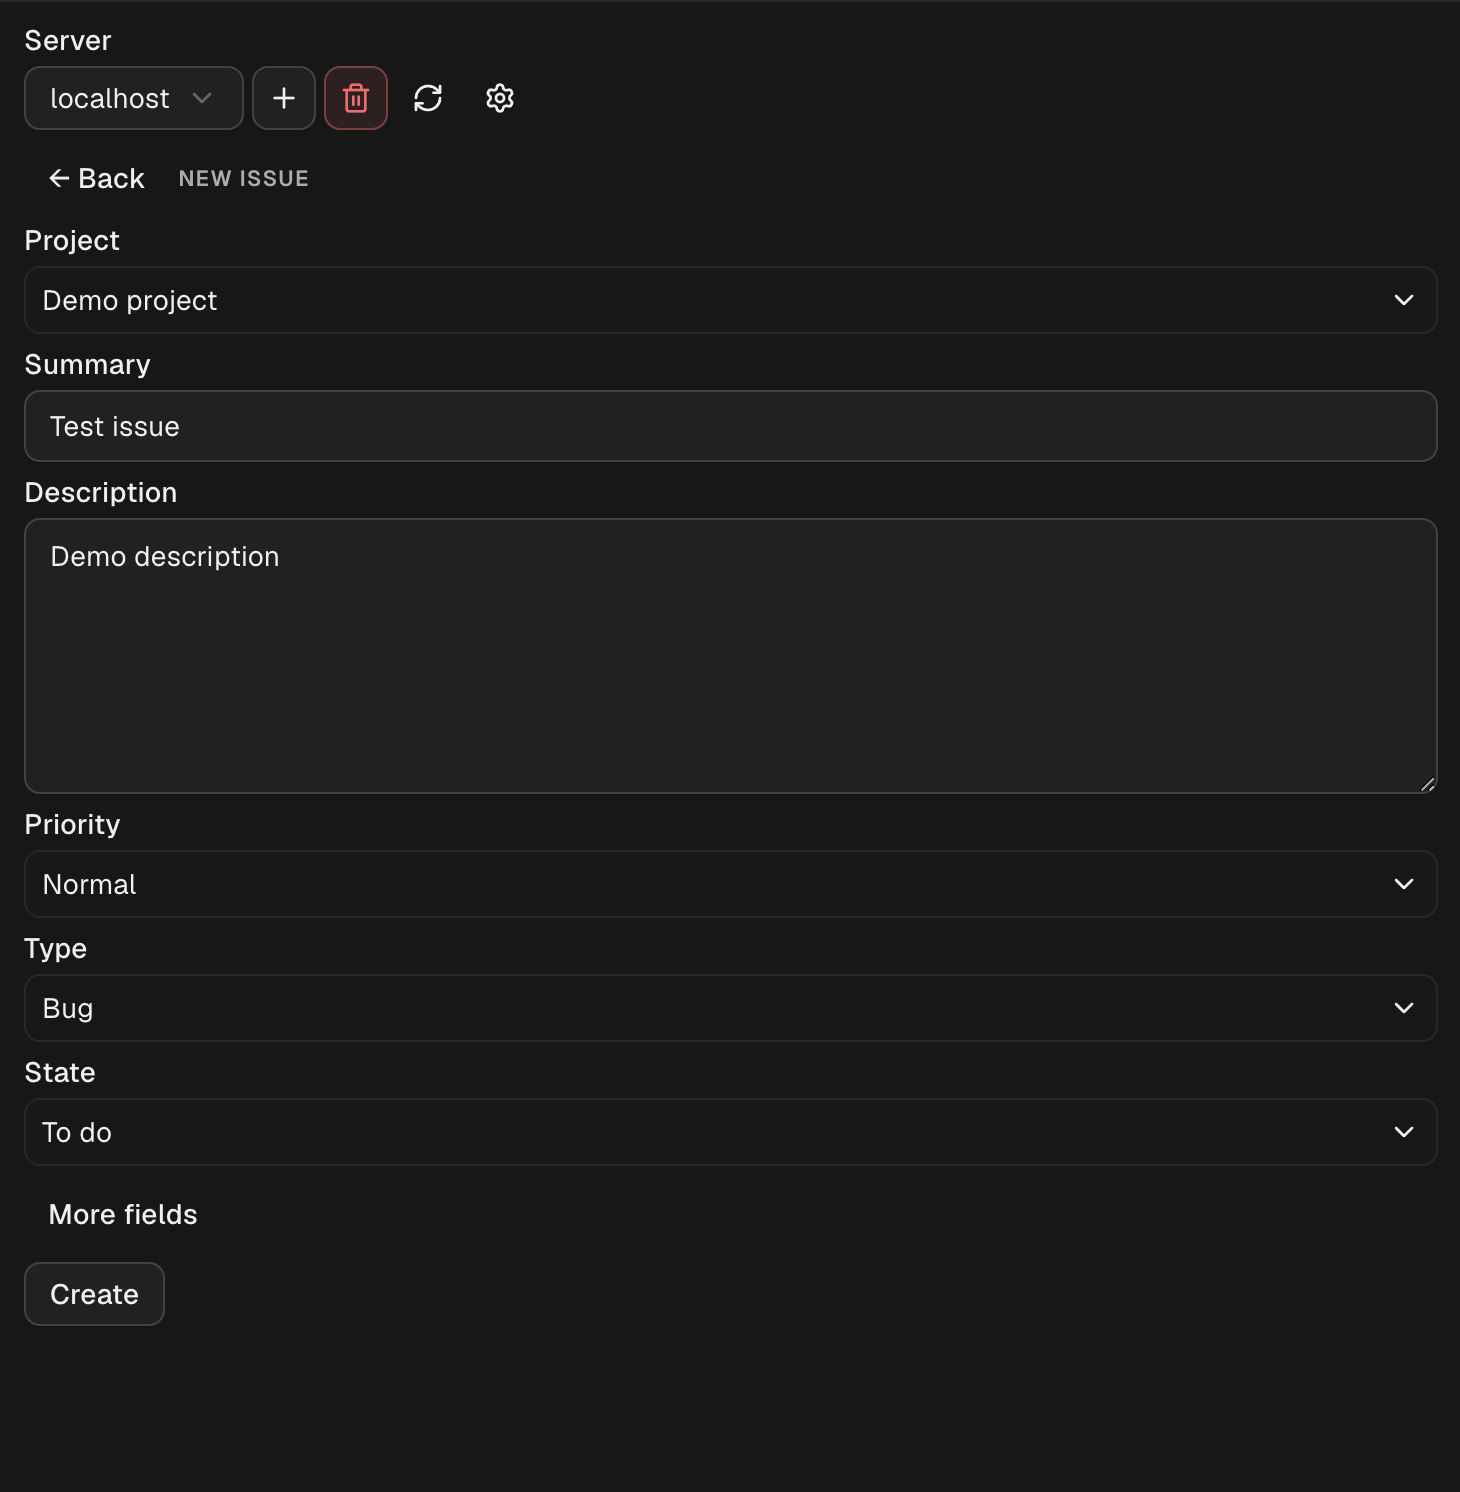 Server
localhost
Back NEW ISSUE
Project
Demo project
Summary
Test issue
Description
Demo description
Priority
Normal
Type
Bug
State
To do
More fields
Create